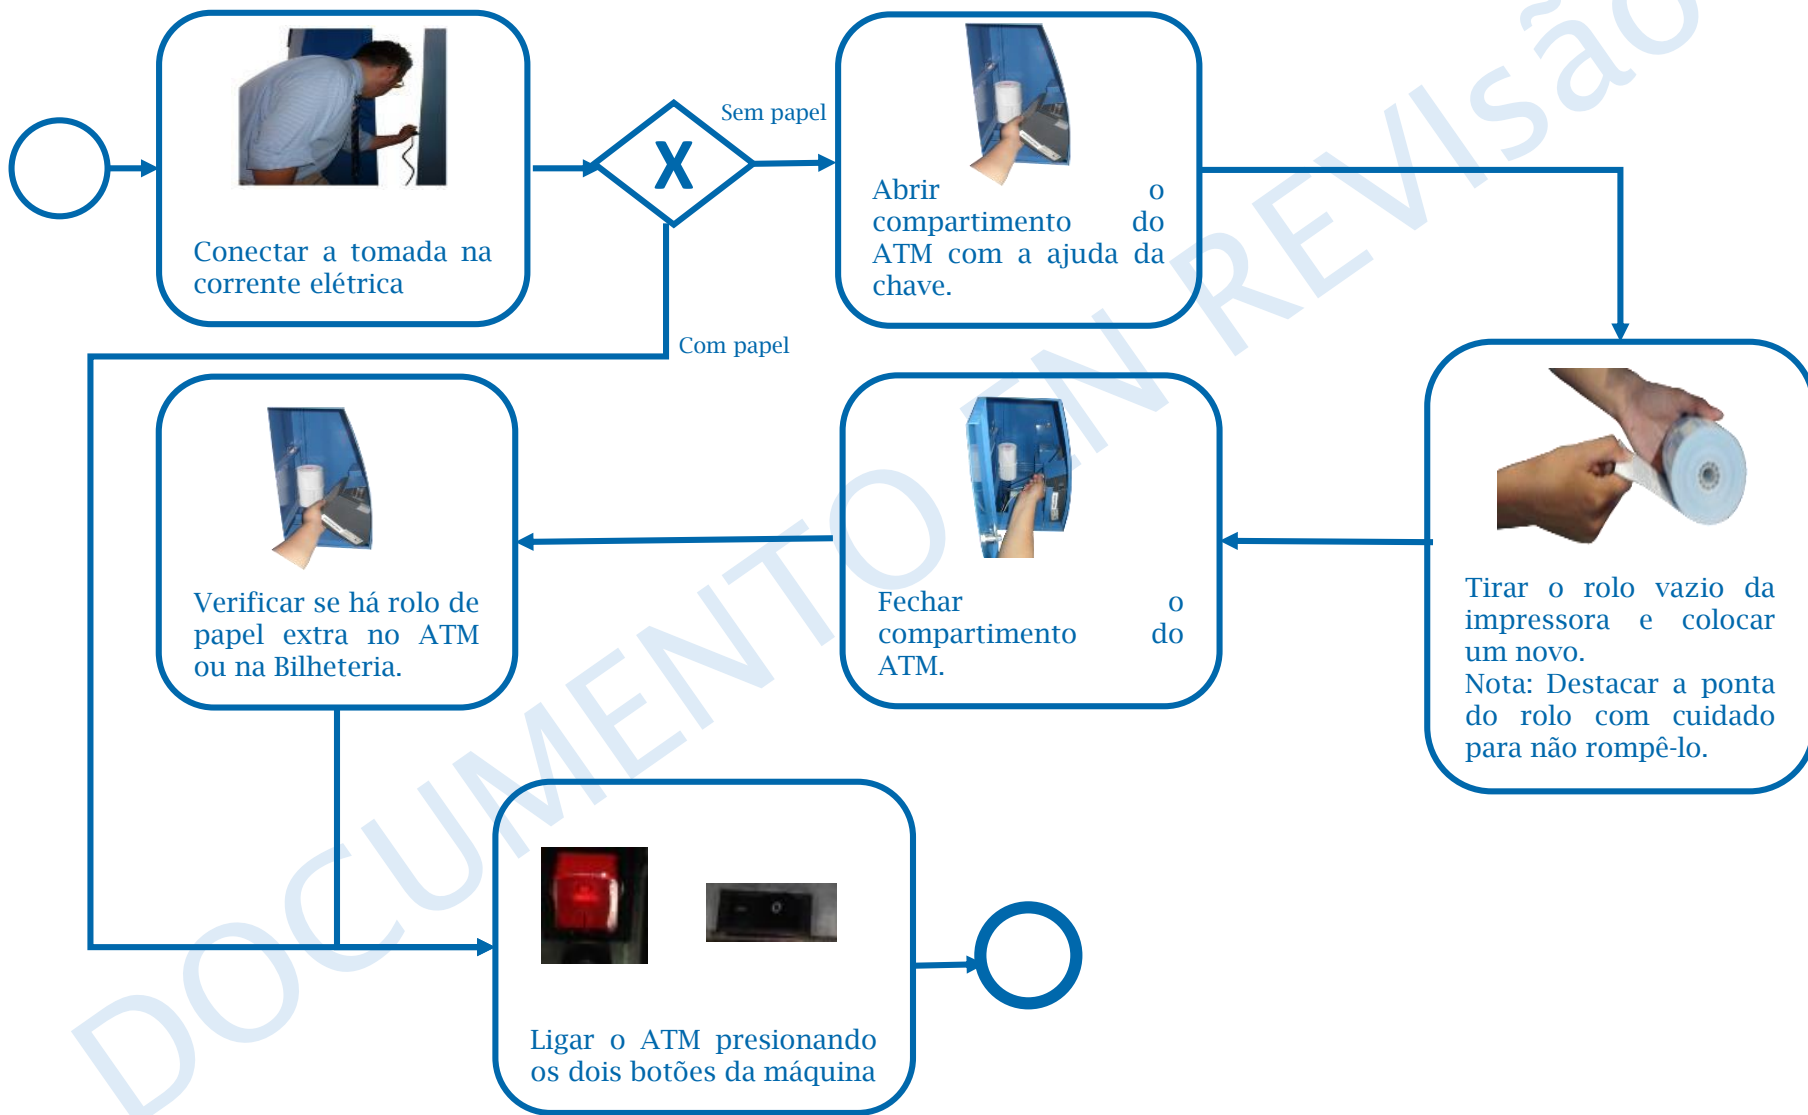 Conectar a tomada na
corrente elétrica
X
Sem papel
Abrir o
compartimento do
ATM com a ajuda da
chave.
Com papel
Tirar o rolo vazio da
impressora e colocar
um novo.
Nota: Destacar a ponta
do rolo com cuidado
para não rompê-lo.
Fechar o
compartimento do
ATM.
Verificar se há rolo de
papel extra no ATM
ou na Bilheteria.
Ligar o ATM presionando
os dois botões da máquina
DOCUMENTO EN REVISão